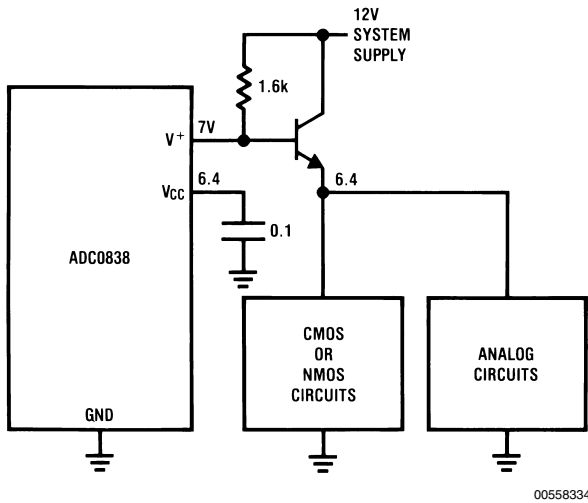 12V
SYSTEM
SUPPLY
1.6k
V+
7V
VCC
6.4
6.4
0.1
ADC0838
GND
CMOS
OR
NMOS
CIRCUITS
ANALOG
CIRCUITS
00558334